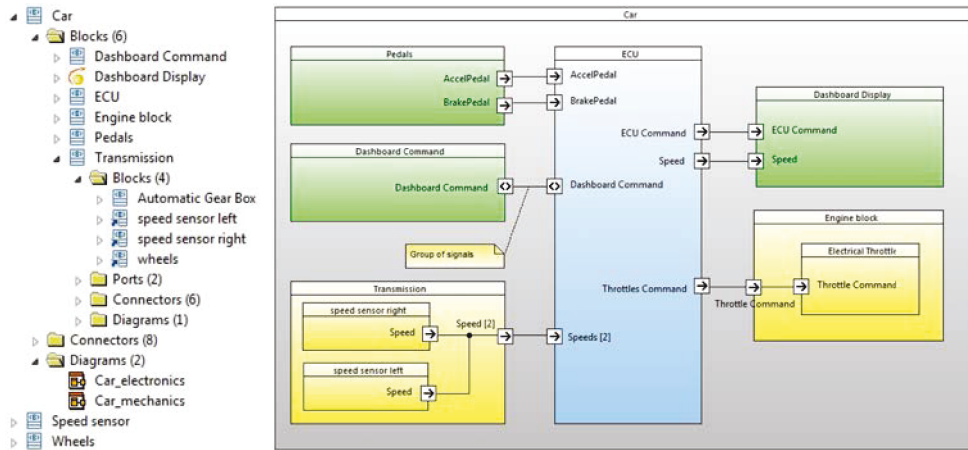 Car
Blocks (6)
Dashboard Command
Dashboard Display
ECU
Engine block
Pedals
Transmission
Blocks (4)
Automatic Gear Box
speed sensor left
speed sensor right
wheels
Ports (2)
Connectors (6)
Diagrams (1)
Connectors (8)
Diagrams (2)
Car_electronics
Car_mechanics
Speed sensor
Wheels
Car
Pedals
AccelPedal
BrakePedal
Dashboard Command
Dashboard Command
Group of signals
Transmission
speed sensor right
Speed
Speed [2]
speed sensor left
Speed
ECU
AccelPedal
BrakePedal
ECU Command
Speed
Dashboard Command
Throttles Command
Speeds [2]
Dashboard Display
ECU Command
Speed
Engine block
Electrical Throttle
Throttle Command
Throttle Command